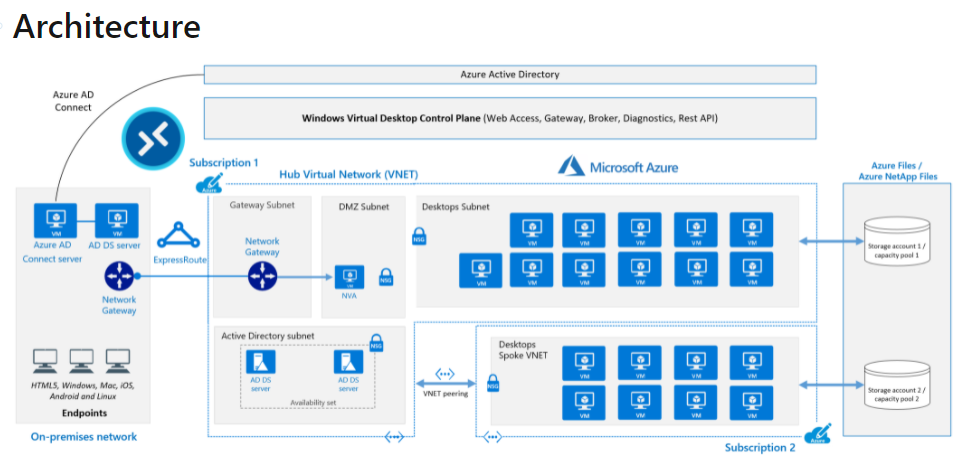 Architecture
Azure Active Directory
Azure AD
Connect
Windows Virtual Desktop Control Plane (Web Access, Gateway, Broker, Diagnostics, Rest API)
Subscription 1
Azure
Hub Virtual Network (VNET)
Microsoft Azure
Azure Files /
Azure NetApp Files
VM
VM
Azure AD
Connect server
AD DS server
Network
Gateway
HTML5, Windows, Mac, iOS,
Android and Linux
Endpoints
On-premises network
ExpressRoute
Gateway Subnet
Network
Gateway
DMZ Subnet
NVA
NSG
NSG
Desktops Subnet
VM
VM
VM
VM
VM
VM
VM
VM
VM
VM
VM
Storage account 1 /
capacity pool 1
Active Directory subnet
NSG
AD DS
server
AD DS
server
Availability set
VNET peering
Desktops
Spoke VNET
NSG
VM
VM
VM
VM
VM
VM
VM
VM
Storage account 2 /
capacity pool 2
Subscription 2
Azure